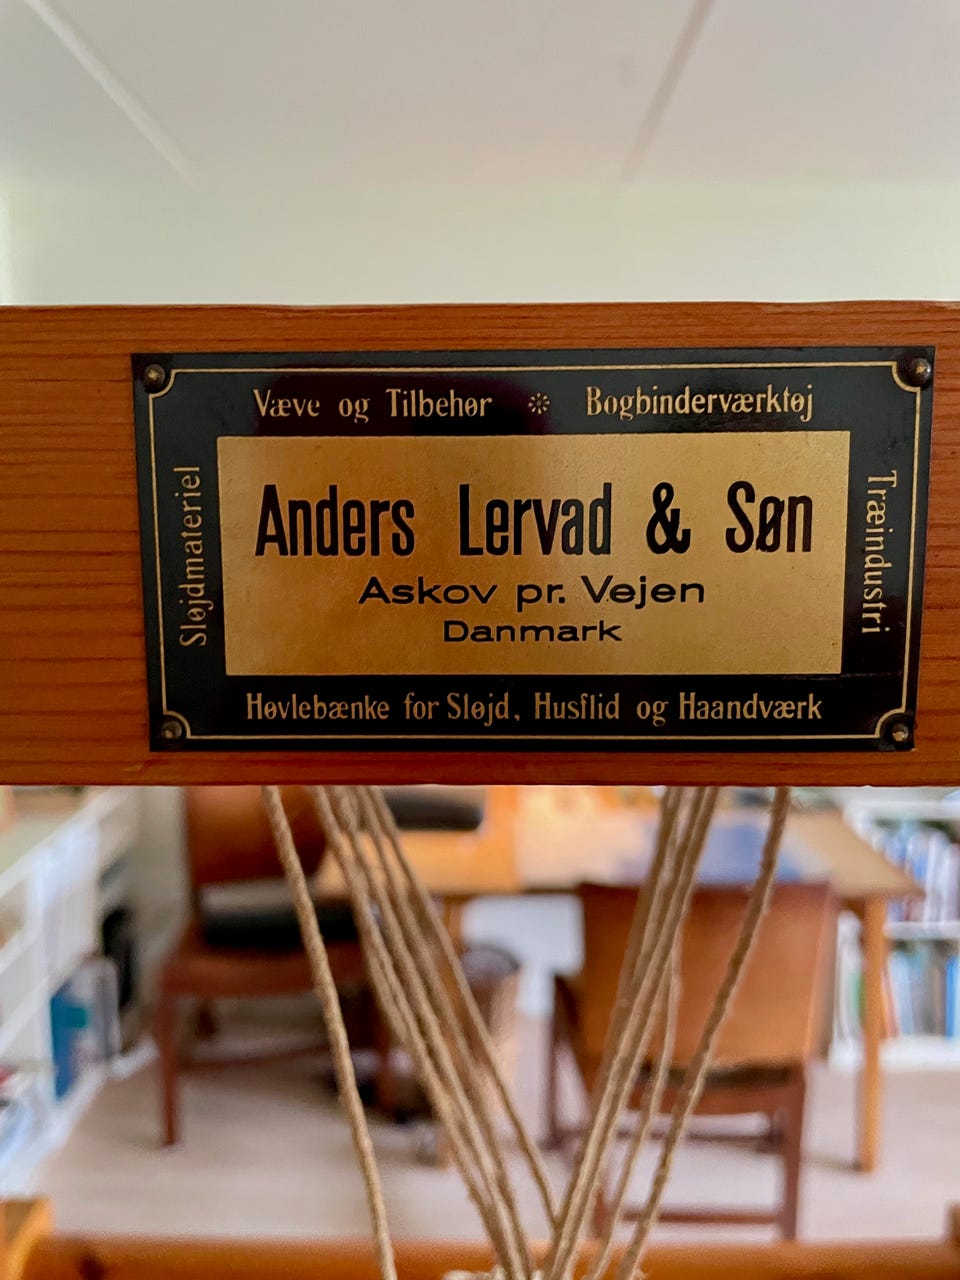 Væve og Tilbehør ❊ Bogbinderværktøj
Sløjdmateriel
Anders Lervad & Søn
Askov pr. Vejen
Danmark
Træindustri
Høvlebænke for Sløjd, Husflid og Haandværk